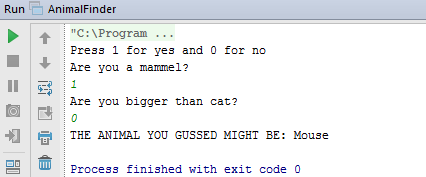 Run AnimalFinder
"C:\Program ...
Press 1 for yes and 0 for no
Are you a mammel?
1
Are you bigger than cat?
0
THE ANIMAL YOU GUSSED MIGHT BE: Mouse
Process finished with exit code 0